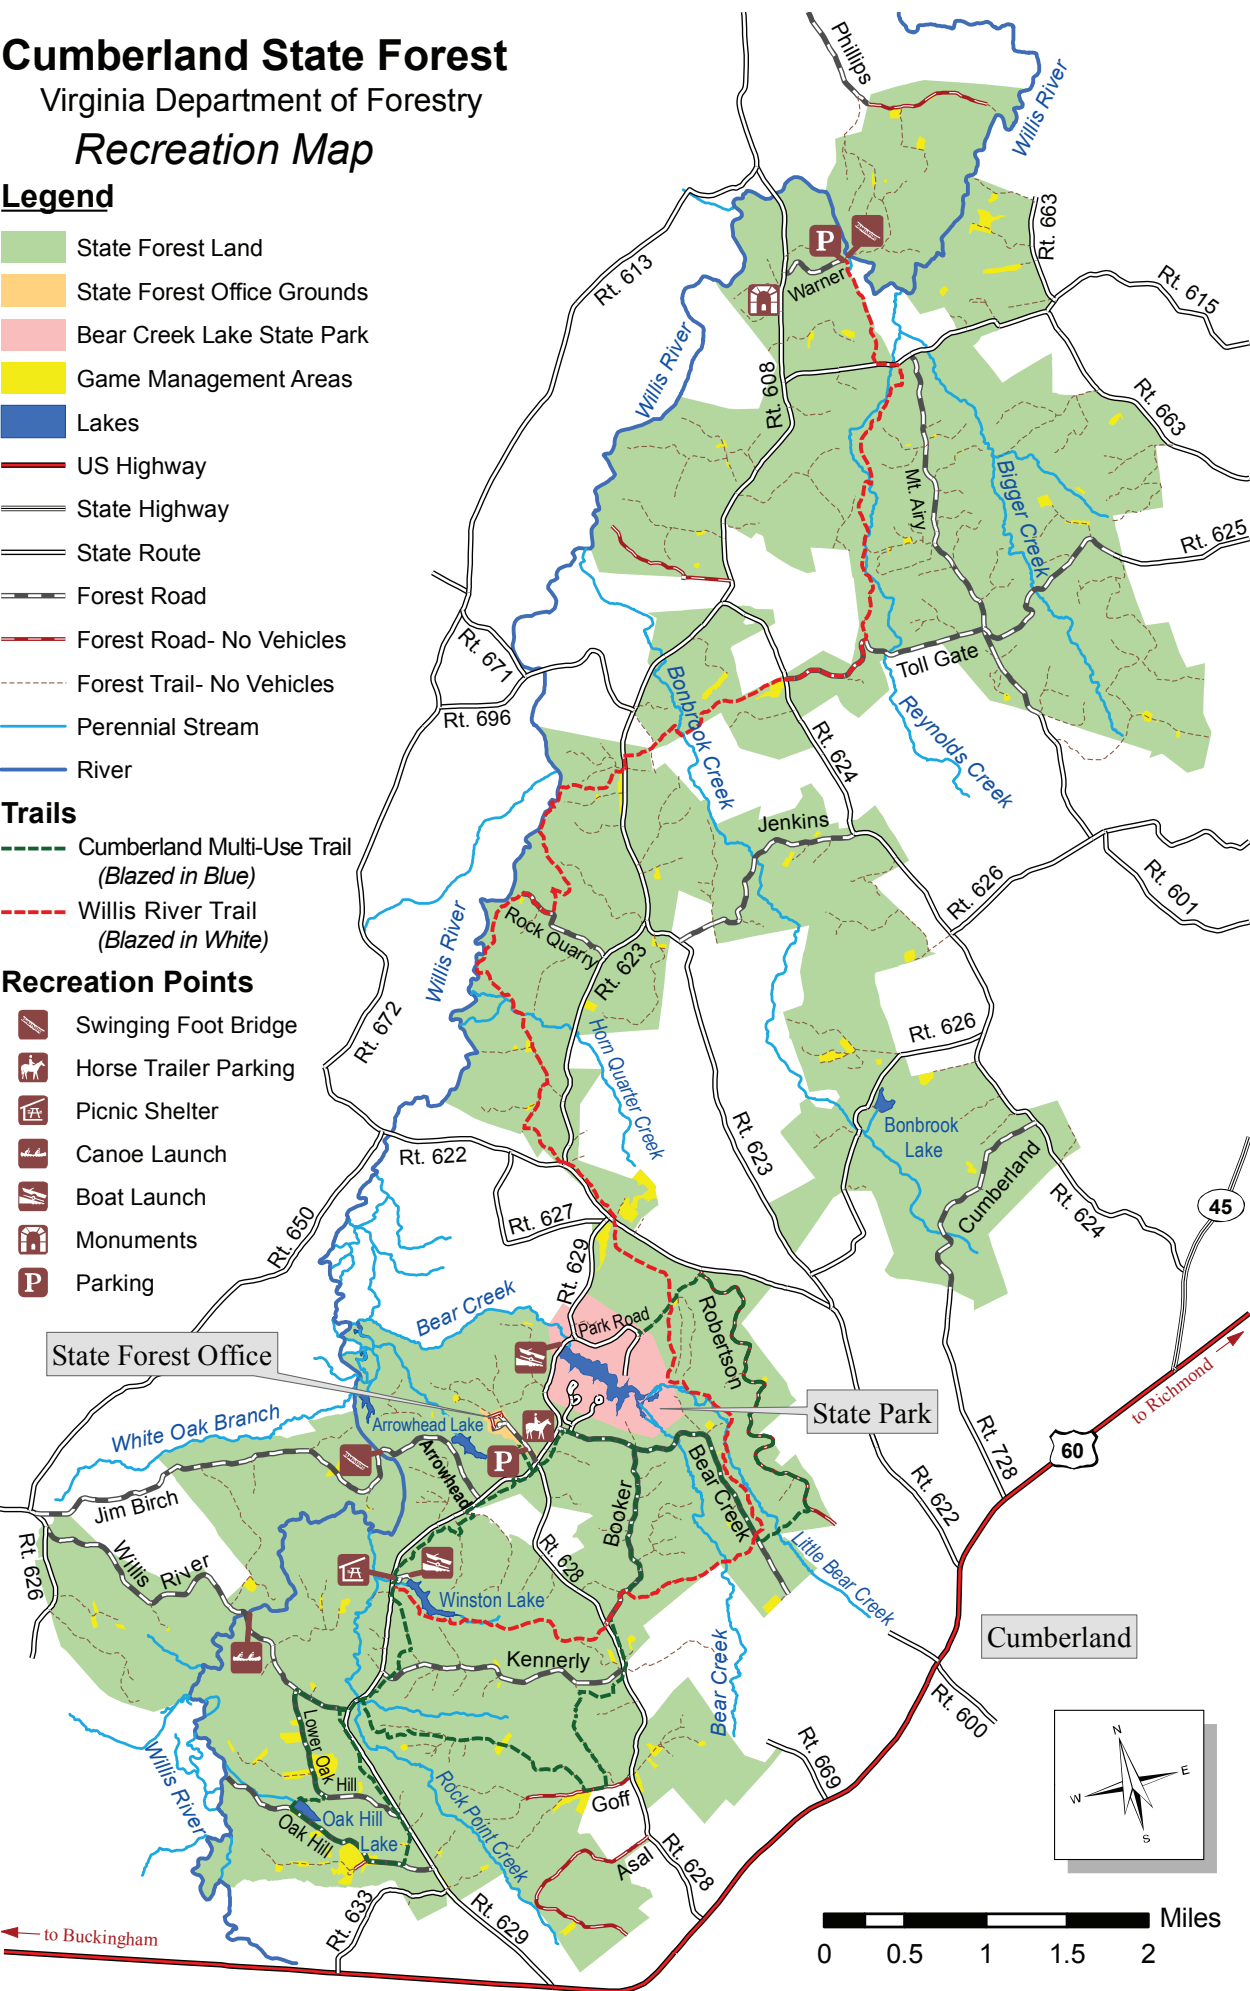 Cumberland State Forest
Virginia Department of Forestry
Recreation Map
Legend
State Forest Land
State Forest Office Grounds
Bear Creek Lake State Park
Game Management Areas
Lakes
US Highway
State Highway
State Route
Forest Road
Forest Road- No Vehicles
Forest Trail- No Vehicles
Perennial Stream
River
Trails
Cumberland Multi-Use Trail
(Blazed in Blue)
Willis River Trail
(Blazed in White)
Recreation Points
Swinging Foot Bridge
Horse Trailer Parking
Picnic Shelter
Canoe Launch
Boat Launch
Monuments
P
Parking
Phillips
Willis River
Rt. 663
Rt. 613
P
Warner
Rt. 615
Willis River
Rt. 608
Rt. 663
Mt. Airy
Bigger Creek
Rt. 625
Rt. 671
Toll Gate
Rt. 696
Bonbrook Creek
Reynolds Creek
Rt. 624
Jenkins
Rt. 626
Rt. 601
Willis River
Rock Quarry
Rt. 623
Rt. 672
Horn Quarter Creek
Rt. 626
Bonbrook
Lake
Rt. 622
Rt. 623
Cumberland
Rt. 624
45
Rt. 650
Rt. 627
Rt. 629
Bear Creek
Park Road
Robertson
State Forest Office
State Park
to Richmond
White Oak Branch
Arrowhead Lake
P
Arrowhead
60
Rt. 728
Jim Birch
Booker
Bear Creek
Rt. 622
Rt. 626
Willis River
Rt. 628
Little Bear Creek
Winston Lake
Cumberland
Kennerly
Bear Creek
Rt. 600
Lower Oak Hill
Willis River
Rt. 669
N
E
W
S
Oak Hill
Lake
Oak Hill
Rock Point Creek
Goff
Asal
Rt. 628
Rt. 633
Rt. 629
to Buckingham
Miles
0 0.5 1 1.5 2